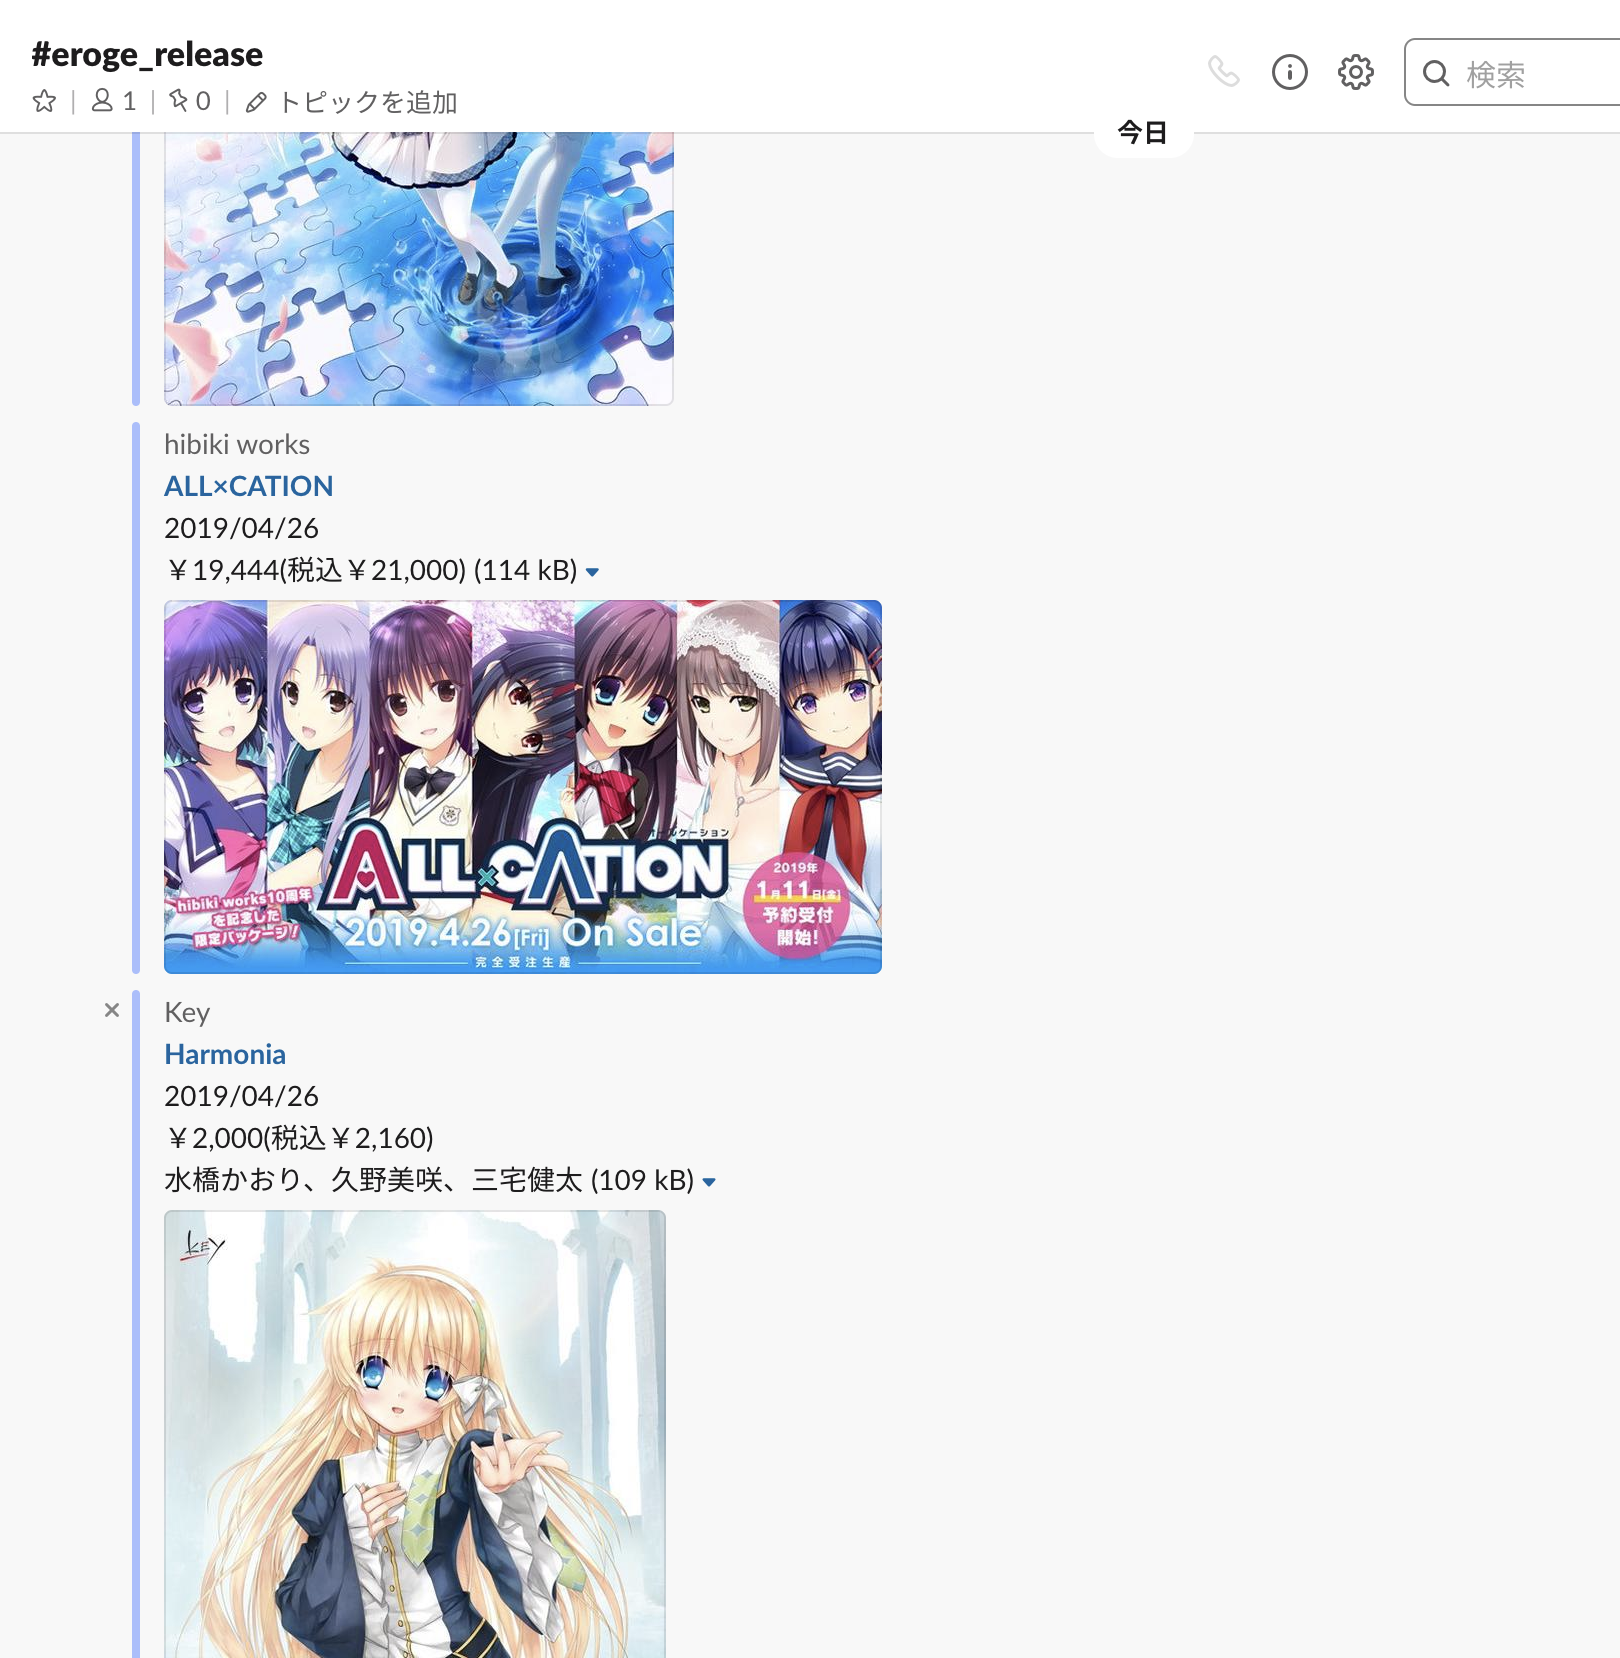 #eroge_release
1
0
トピックを追加
検索
今日
hibiki works
ALL×CATION
2019/04/26
￥19,444(税込￥21,000) (114 kB)
オールケーション
ALL×CATION
2019.4.26[Fri] On Sale
完全受注生産
hibiki works10周年
を記念した
限定パッケージ!
2019年
1月11日[金]
予約受付
開始!
Key
Harmonia
2019/04/26
￥2,000(税込￥2,160)
水橋かおり、久野美咲、三宅健太 (109 kB)
key